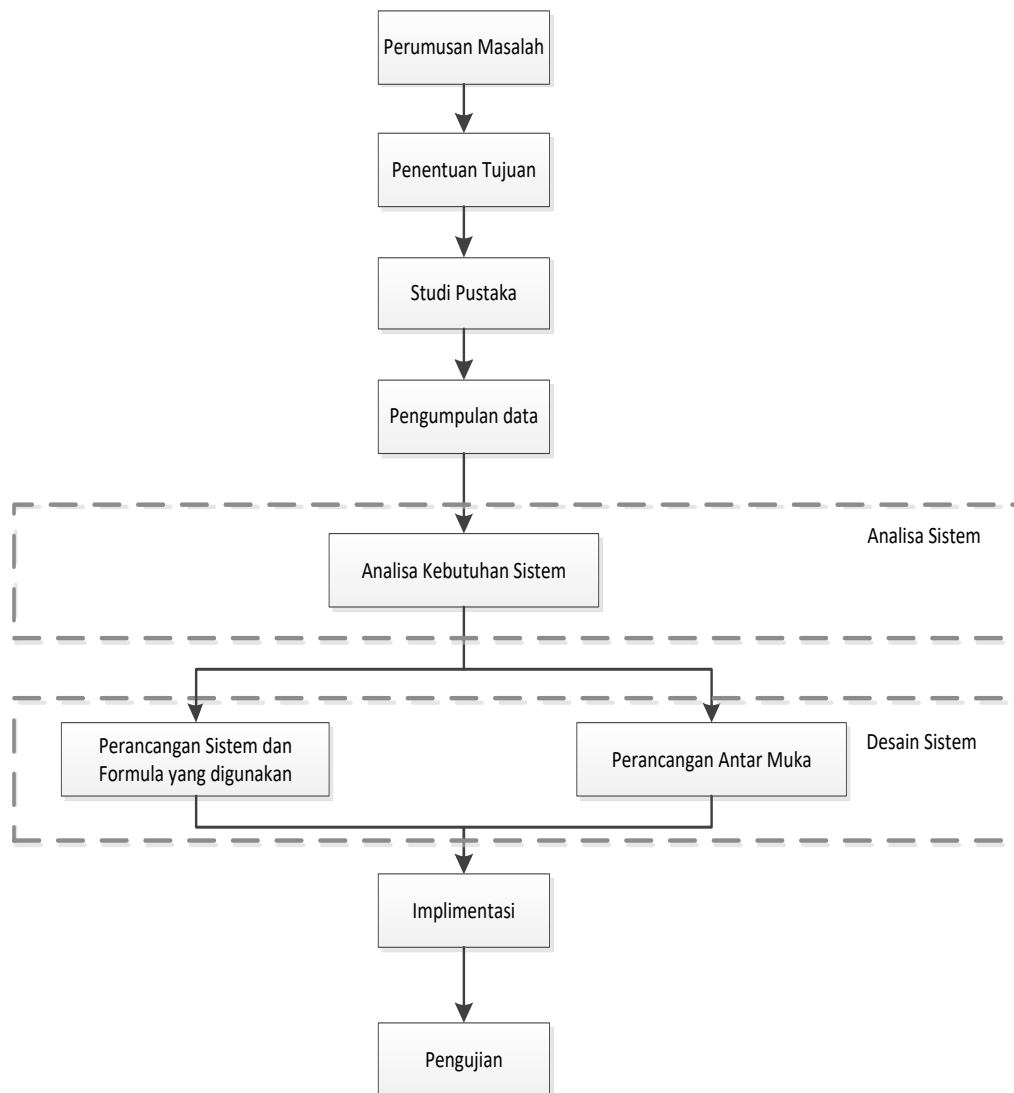 Perumusan Masalah
Penentuan Tujuan
Studi Pustaka
Pengumpulan data
Analisa Sistem
Analisa Kebutuhan Sistem
Perancangan Sistem dan
Formula yang digunakan
Perancangan Antar Muka
Desain Sistem
Implimentasi
Pengujian